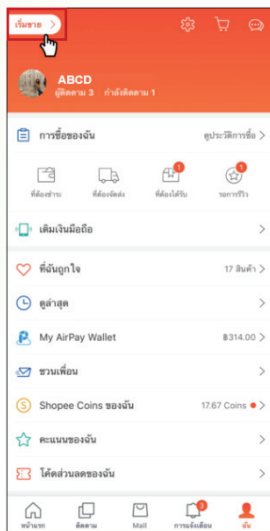 เริ่มขาย >
ABCD
ผู้ติดตาม 3 กำลังติดตาม 1
การซื้อของฉัน ดูประวัติการซื้อ >
ที่ต้องชำระ ที่ต้องจัดส่ง ที่ต้องได้รับ รอการรีวิว
1 1
เติมเงินมือถือ >
ที่ฉันถูกใจ 17 สินค้า >
ดูล่าสุด >
My AirPay Wallet ฿314.00 >
ชวนเพื่อน >
Shopee Coins ของฉัน 17.67 Coins >
คะแนนของฉัน >
โค้ดส่วนลดของฉัน >
3
หน้าแรก ติดตาม Mall การแจ้งเตือน ฉัน